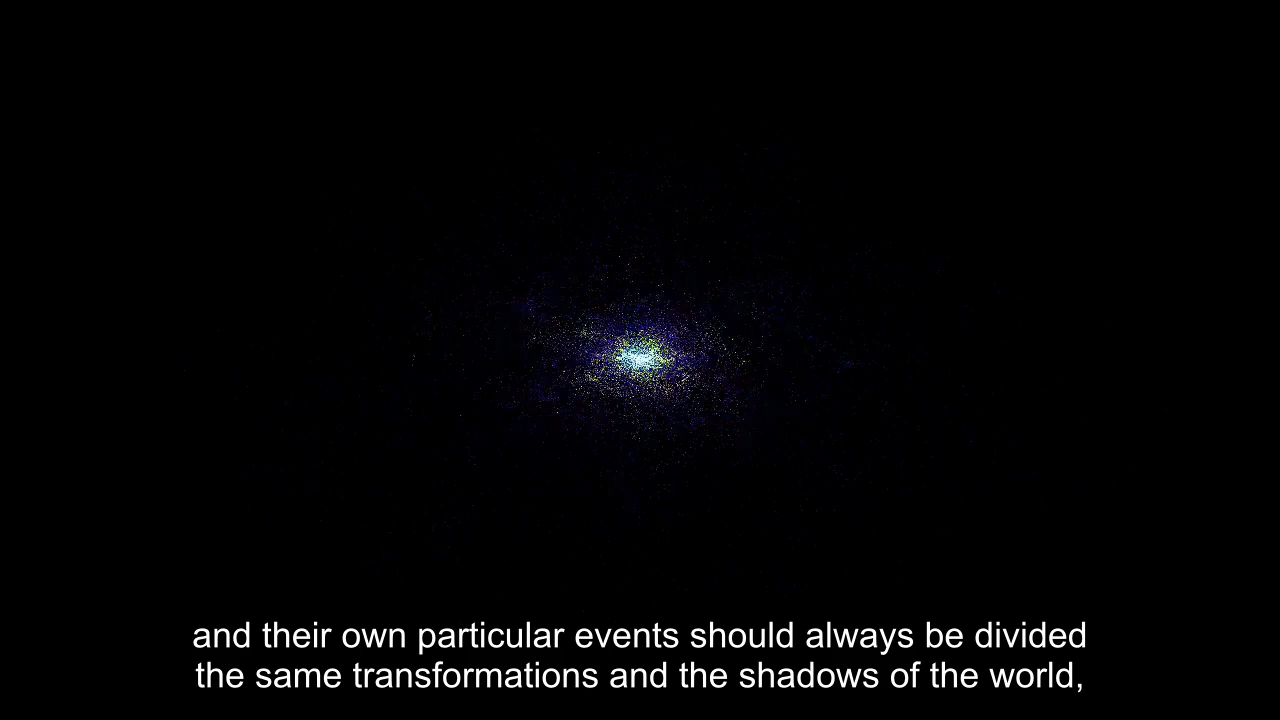 and their own particular events should always be divided
the same transformations and the shadows of the world,